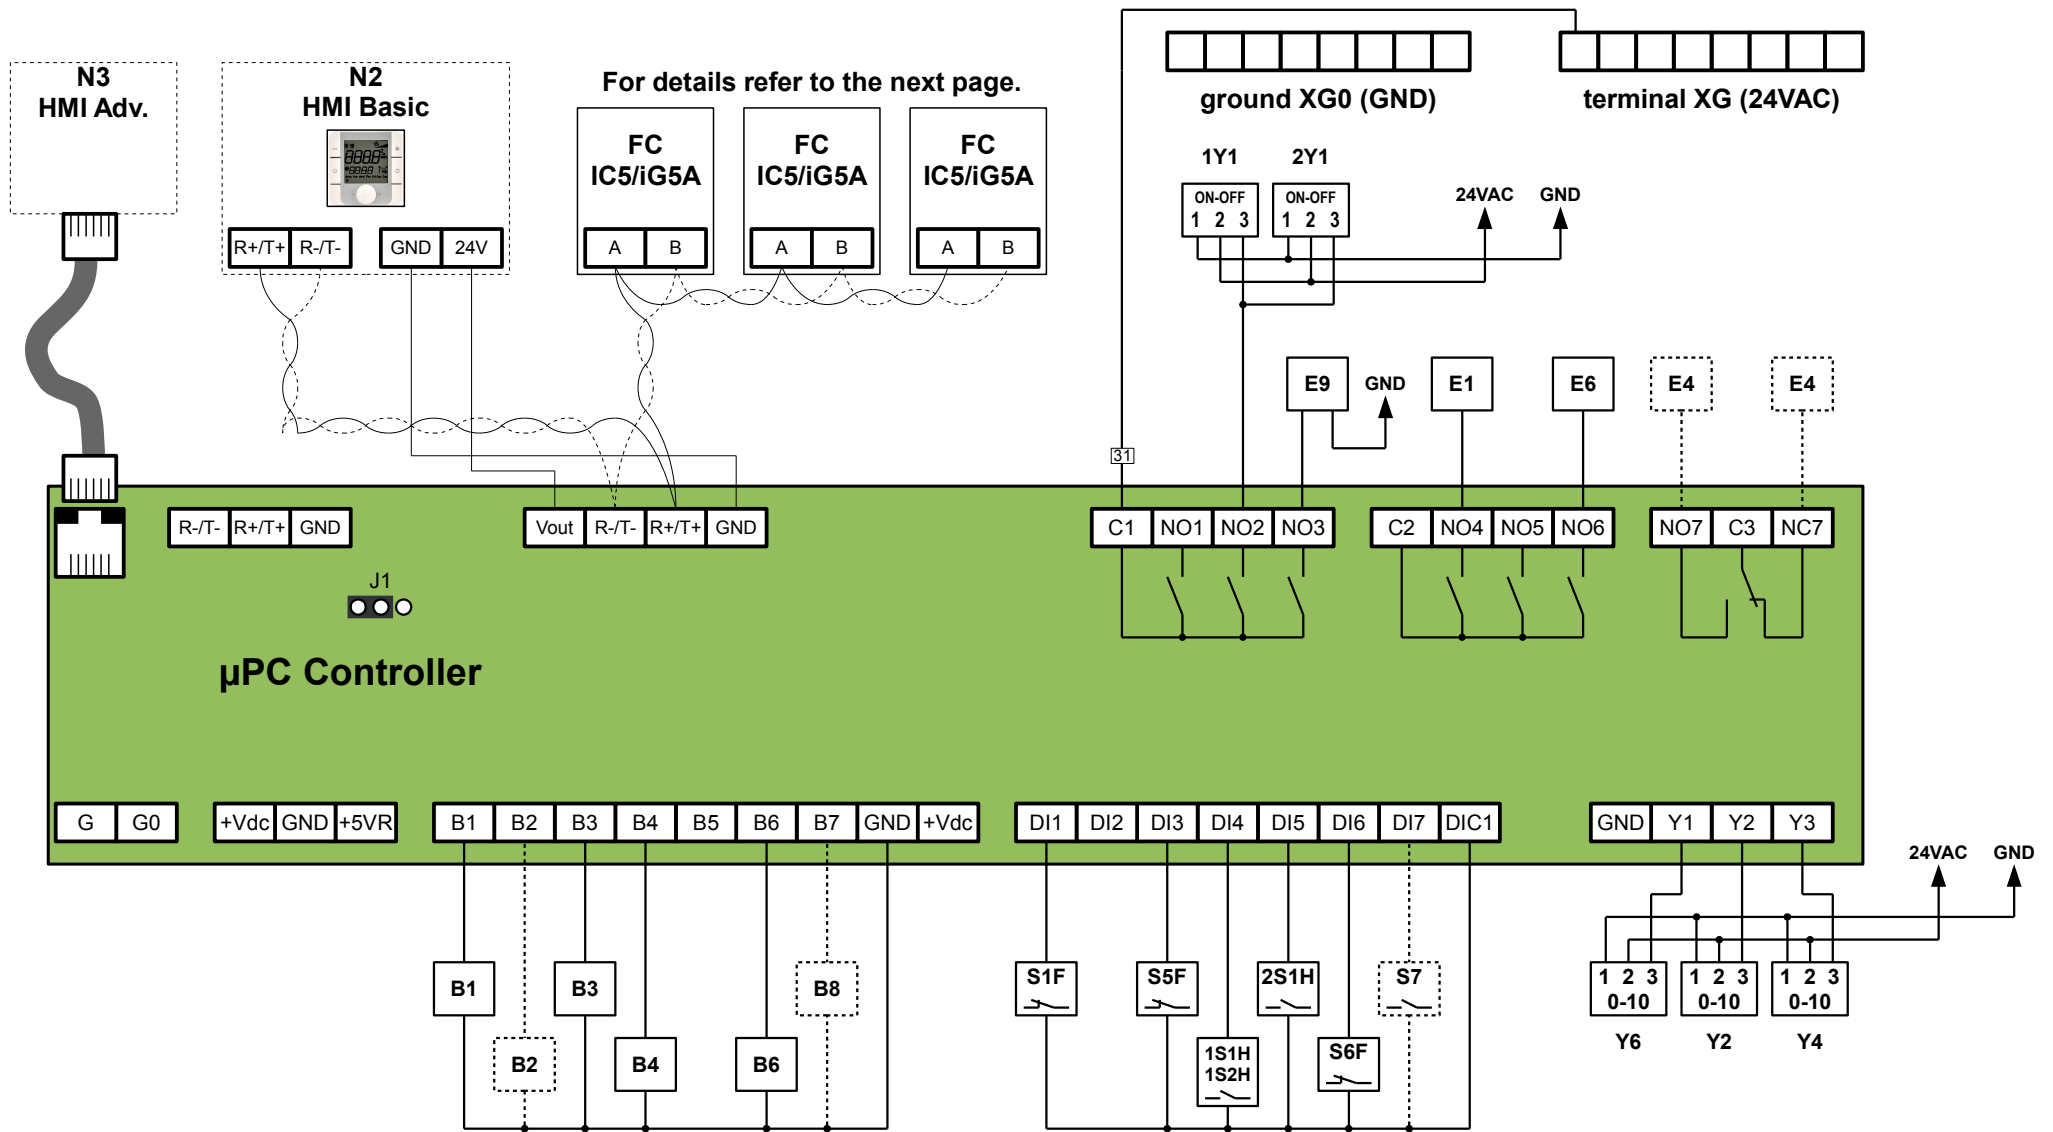 N3
HMI Adv.
N2
HMI Basic
R+/T+ R-/T- GND 24V
For details refer to the next page.
FC
IC5/iG5A
A B
FC
IC5/iG5A
A B
FC
IC5/iG5A
A B
ground XG0 (GND)
terminal XG (24VAC)
1Y1 2Y1
ON-OFF
1 2 3
ON-OFF
1 2 3
24VAC GND
E9
GND
E1
E6
E4
E4
31
R-/T- R+/T+ GND
Vout R-/T- R+/T+ GND
C1 NO1 NO2 NO3
C2 NO4 NO5 NO6
NO7 C3 NC7
J1
µPC Controller
G G0
+Vdc GND +5VR
B1 B2 B3 B4 B5 B6 B7 GND +Vdc
DI1 DI2 DI3 DI4 DI5 DI6 DI7 DIC1
GND Y1 Y2 Y3
24VAC GND
B1
B3
B8
B2
B4
B6
S1F
S5F
2S1H
S7
1S1H
1S2H
S6F
1 2 3
0-10
1 2 3
0-10
1 2 3
0-10
Y6 Y2 Y4